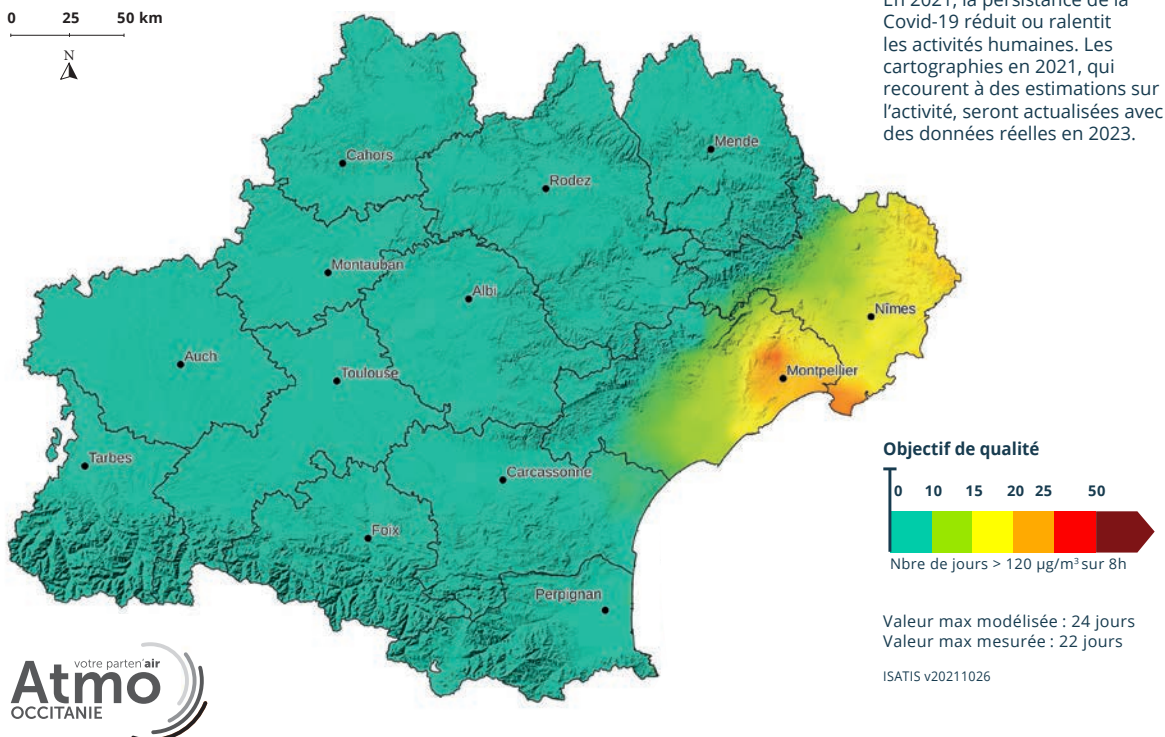 0 25 50 km
N
En 2021, la persistance de la
Covid-19 réduit ou ralentit
les activités humaines. Les
cartographies en 2021, qui
recourent à des estimations sur
l'activité, seront actualisées avec
des données réelles en 2023.
Cahors
Mende
Rodez
Montauban
Albi
Nîmes
Auch
Toulouse
Montpellier
Tarbes
Carcassonne
Foix
Perpignan
Objectif de qualité
0 10 15 20 25 50
Nbre de jours > 120 µg/m³ sur 8h
Valeur max modélisée : 24 jours
Valeur max mesurée : 22 jours
ISATIS v20211026
votre parten'air
Atmo
OCCITANIE